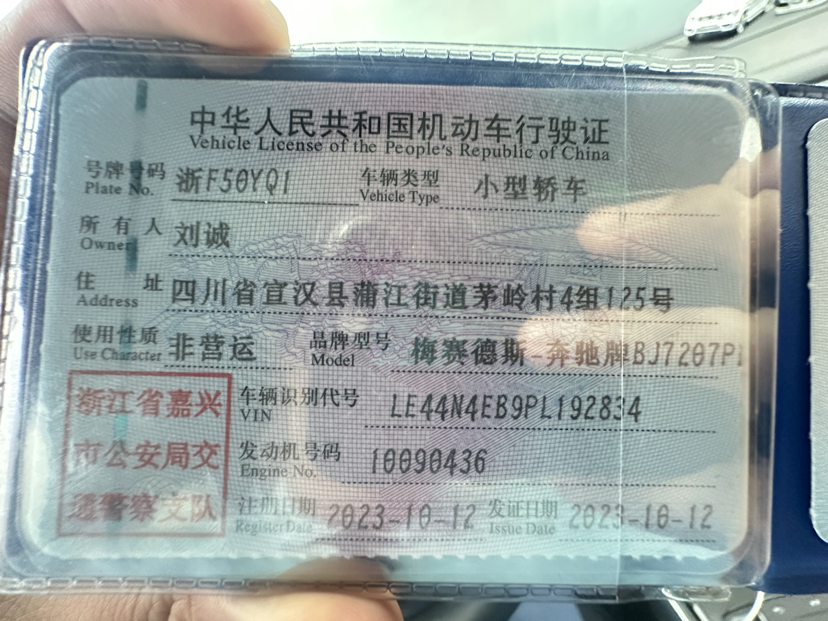 中华人民共和国机动车行驶证
Vehicle License of the People's Republic of China
号牌号码 浙F50YQ1 车辆类型 小型轿车
Plate No. Vehicle Type
所有人 刘诚
Owner
住址 四川省宣汉县蒲江街道茅岭村4组125号
Address
使用性质 非营运 品牌型号 梅赛德斯-奔驰牌BJ7207P
Use Character Model
浙江省嘉兴 车辆识别代号 LE44N4EB9PL192834
VIN
市公安局交 发动机号码 10090436
Engine No.
通警察支队 注册日期 2023-10-12 发证日期 2023-10-12
Register Date Issue Date